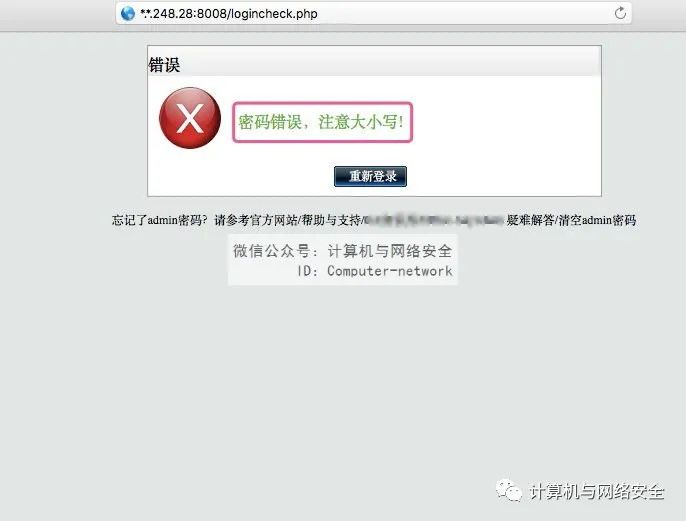 *.*.248.28:8008/logincheck.php
错误
X
密码错误，注意大小写!
重新登录
忘记了admin密码？请参考官方网站/帮助与支持/ 疑难解答/清空admin密码
微信公众号：计算机与网络安全
ID：Computer-network
计算机与网络安全